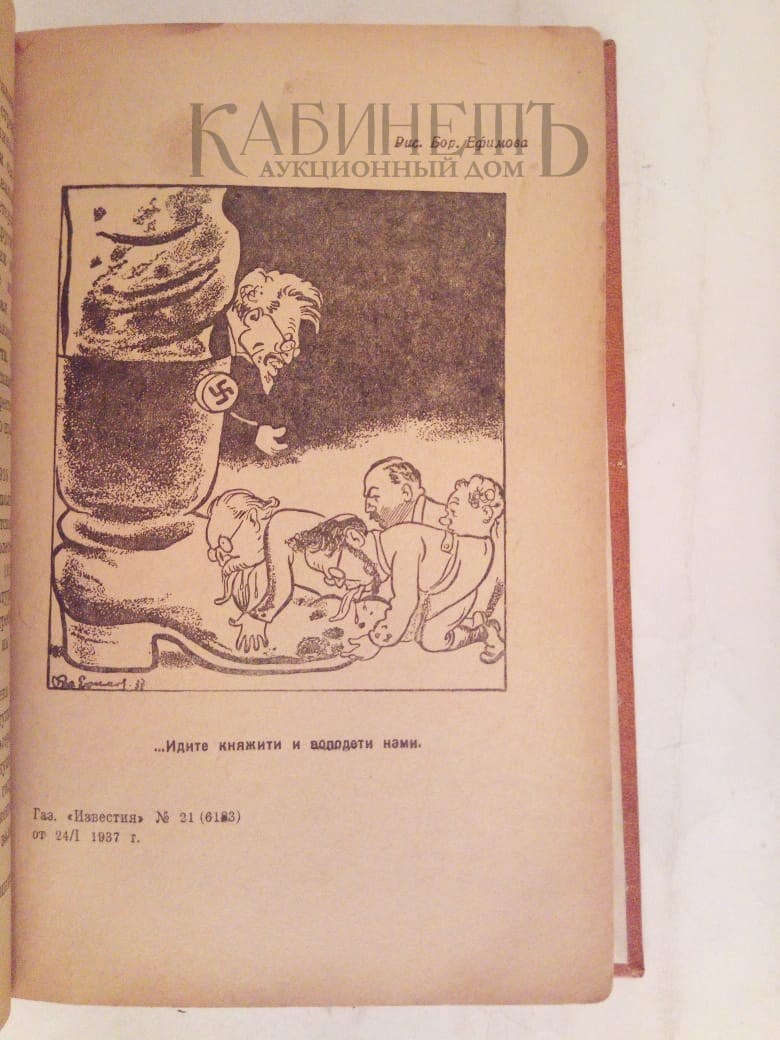 КАБИНЕТЪ
АУКЦИОННЫЙ ДОМ
Рис. Бор. Ефимова
...Идите княжити и володети нами.
Газ. «Известия» № 21 (6183)
от 24/I 1937 г.